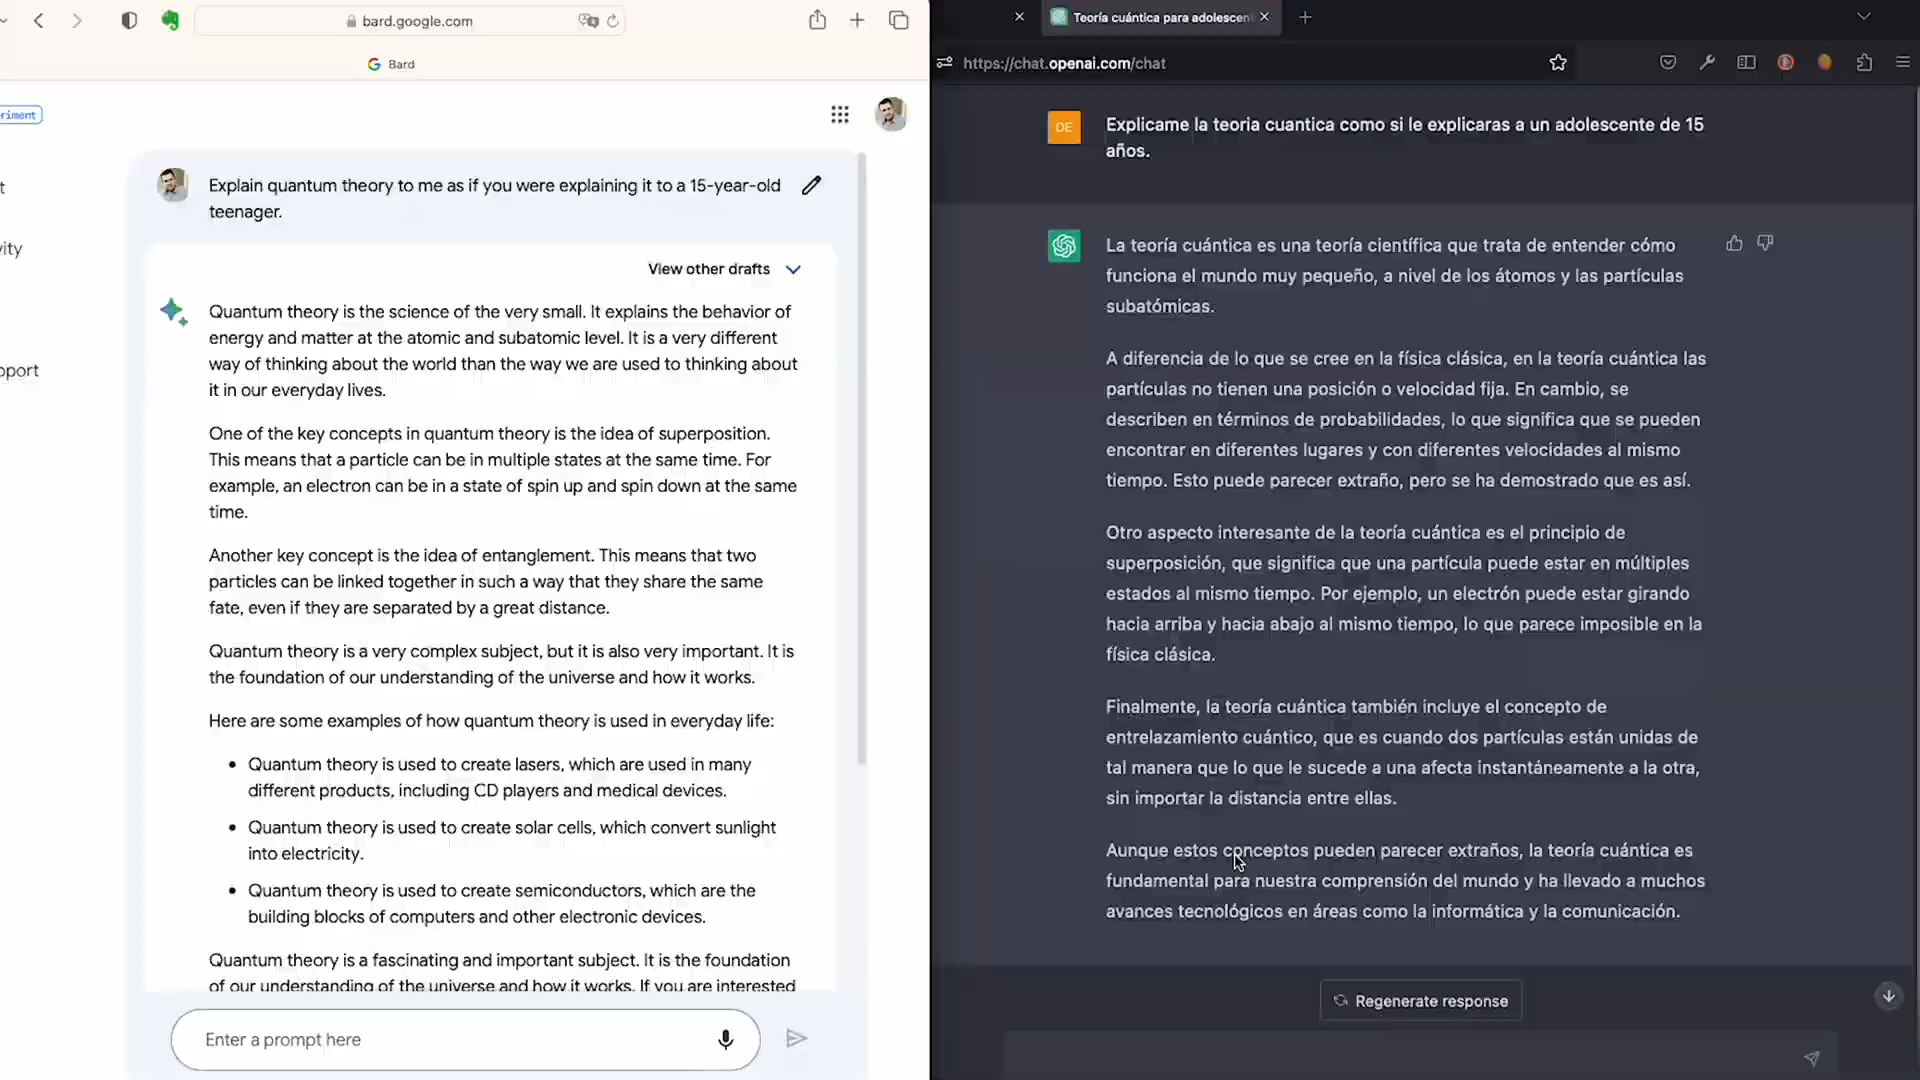 bard.google.com
Bard
riment
t
vity
pport
Explain quantum theory to me as if you were explaining it to a 15-year-old
teenager.
View other drafts
Quantum theory is the science of the very small. It explains the behavior of
energy and matter at the atomic and subatomic level. It is a very different
way of thinking about the world than the way we are used to thinking about
it in our everyday lives.
One of the key concepts in quantum theory is the idea of superposition.
This means that a particle can be in multiple states at the same time. For
example, an electron can be in a state of spin up and spin down at the same
time.
Another key concept is the idea of entanglement. This means that two
particles can be linked together in such a way that they share the same
fate, even if they are separated by a great distance.
Quantum theory is a very complex subject, but it is also very important. It is
the foundation of our understanding of the universe and how it works.
Here are some examples of how quantum theory is used in everyday life:
• Quantum theory is used to create lasers, which are used in many
different products, including CD players and medical devices.
• Quantum theory is used to create solar cells, which convert sunlight
into electricity.
• Quantum theory is used to create semiconductors, which are the
building blocks of computers and other electronic devices.
Quantum theory is a fascinating and important subject. It is the foundation
of our understanding of the universe and how it works. If you are interested
Enter a prompt here
Teoría cuántica para adolescen
https://chat.openai.com/chat
DE
Explicame la teoria cuantica como si le explicaras a un adolescente de 15
años.
La teoría cuántica es una teoría científica que trata de entender cómo
funciona el mundo muy pequeño, a nivel de los átomos y las partículas
subatómicas.
A diferencia de lo que se cree en la física clásica, en la teoría cuántica las
partículas no tienen una posición o velocidad fija. En cambio, se
describen en términos de probabilidades, lo que significa que se pueden
encontrar en diferentes lugares y con diferentes velocidades al mismo
tiempo. Esto puede parecer extraño, pero se ha demostrado que es así.
Otro aspecto interesante de la teoría cuántica es el principio de
superposición, que significa que una partícula puede estar en múltiples
estados al mismo tiempo. Por ejemplo, un electrón puede estar girando
hacia arriba y hacia abajo al mismo tiempo, lo que parece imposible en la
física clásica.
Finalmente, la teoría cuántica también incluye el concepto de
entrelazamiento cuántico, que es cuando dos partículas están unidas de
tal manera que lo que le sucede a una afecta instantáneamente a la otra,
sin importar la distancia entre ellas.
Aunque estos conceptos pueden parecer extraños, la teoría cuántica es
fundamental para nuestra comprensión del mundo y ha llevado a muchos
avances tecnológicos en áreas como la informática y la comunicación.
Regenerate response